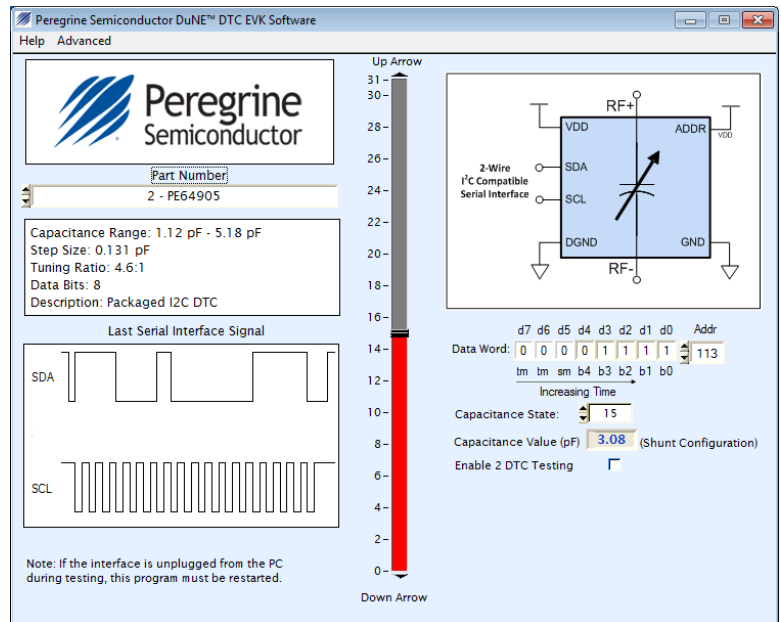 Peregrine Semiconductor DuNE™ DTC EVK Software
Help Advanced
Peregrine
Semiconductor
Part Number
2 - PE64905
Capacitance Range: 1.12 pF - 5.18 pF
Step Size: 0.131 pF
Tuning Ratio: 4.6:1
Data Bits: 8
Description: Packaged I2C DTC
Last Serial Interface Signal
SDA
SCL
Note: If the interface is unplugged from the PC
during testing, this program must be restarted.
Up Arrow
31
30
28
26
24
22
20
18
16
14
12
10
8
6
4
2
0
Down Arrow
RF+
VDD
ADDR
VDD
2-Wire
I²C Compatible
Serial Interface
SDA
SCL
DGND
GND
RF-
d7 d6 d5 d4 d3 d2 d1 d0 Addr
Data Word: 0 0 0 0 1 1 1 1 113
tm tm sm b4 b3 b2 b1 b0
Increasing Time
Capacitance State: 15
Capacitance Value (pF) 3.08 (Shunt Configuration)
Enable 2 DTC Testing